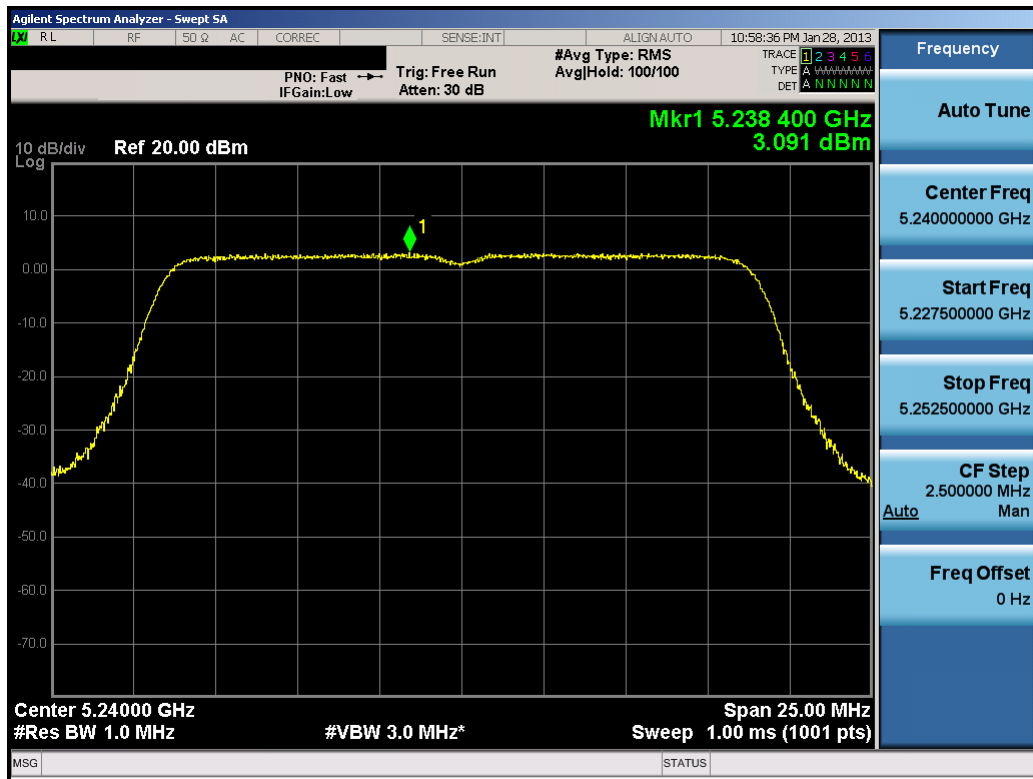 Agilent Spectrum Analyzer - Swept SA
LXI RL RF 50 Ω AC CORREC SENSE:INT ALIGN AUTO 10:58:36 PM Jan 28, 2013
PNO: Fast
IFGain:Low
Trig: Free Run
Atten: 30 dB
#Avg Type: RMS
Avg|Hold: 100/100
TRACE 1 2 3 4 5 6
TYPE A WWWWW
DET A N N N N N
Mkr1 5.238 400 GHz
3.091 dBm
10 dB/div
Log
Ref 20.00 dBm
1
10.0
0.00
-10.0
-20.0
-30.0
-40.0
-50.0
-60.0
-70.0
Center 5.24000 GHz
#Res BW 1.0 MHz
#VBW 3.0 MHz*
Span 25.00 MHz
Sweep 1.00 ms (1001 pts)
MSG
STATUS
Frequency
Auto Tune
Center Freq
5.240000000 GHz
Start Freq
5.227500000 GHz
Stop Freq
5.252500000 GHz
CF Step
2.500000 MHz
Auto Man
Freq Offset
0 Hz